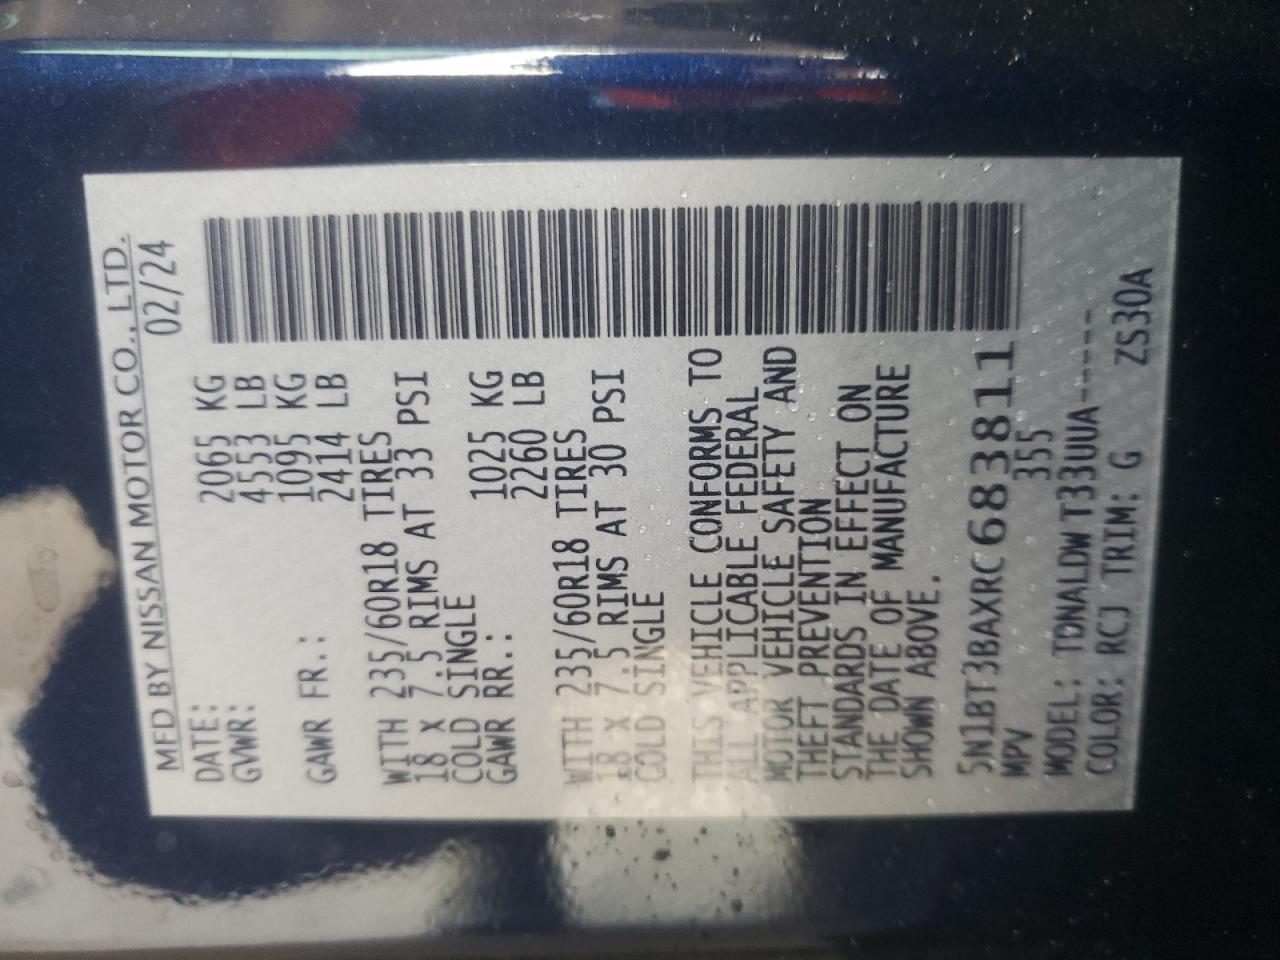 MFD BY NISSAN MOTOR CO., LTD.
DATE: 02/24
GVWR: 2065 KG
4553 LB
GAWR FR.: 1095 KG
2414 LB
WITH 235/60R18 TIRES
18 X 7.5 RIMS AT 33 PSI
COLD SINGLE
GAWR RR.: 1025 KG
2260 LB
WITH 235/60R18 TIRES
18 X 7.5 RIMS AT 30 PSI
COLD SINGLE
THIS VEHICLE CONFORMS TO
ALL APPLICABLE FEDERAL
MOTOR VEHICLE SAFETY AND
THEFT PREVENTION
STANDARDS IN EFFECT ON
THE DATE OF MANUFACTURE
SHOWN ABOVE.
5N1BT3BAXRC683811
MPV 355
MODEL: TDNALDW T33UUA-----
COLOR: RCJ TRIM: G ZS30A